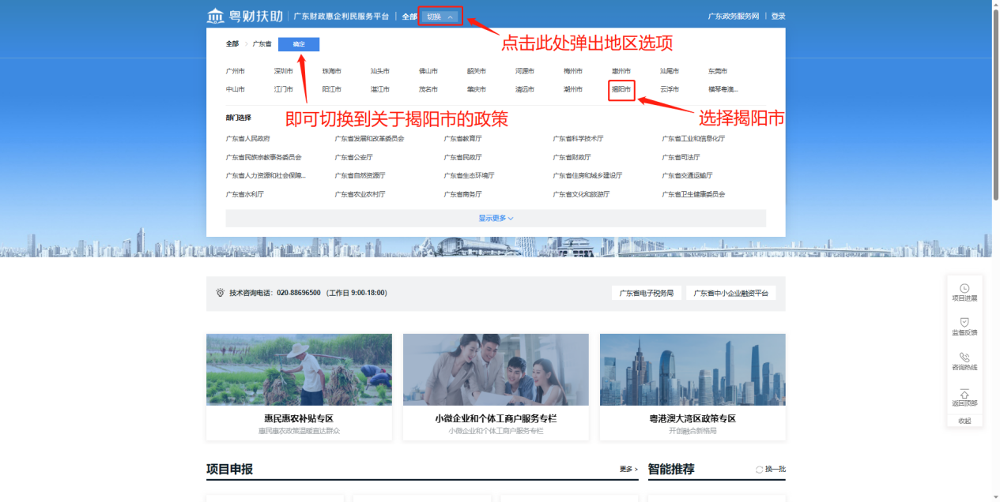 粤财扶助 广东财政惠企利民服务平台 全部 切换 广东政务服务网 登录
点击此处弹出地区选项
全部 > 广东省 确定
广州市 深圳市 珠海市 汕头市 佛山市 韶关市 河源市 梅州市 惠州市 汕尾市 东莞市
中山市 江门市 阳江市 湛江市 茂名市 肇庆市 清远市 潮州市 揭阳市 云浮市 横琴粤澳...
部门选择 即可切换到关于揭阳市的政策 选择揭阳市
广东省人民政府 广东省发展和改革委员会 广东省教育厅 广东省科学技术厅 广东省工业和信息化厅
广东省民族宗教事务委员会 广东省公安厅 广东省民政厅 广东省财政厅 广东省司法厅
广东省人力资源和社会保障... 广东省自然资源厅 广东省生态环境厅 广东省住房和城乡建设厅 广东省交通运输厅
广东省水利厅 广东省农业农村厅 广东省商务厅 广东省文化和旅游厅 广东省卫生健康委员会
显示更多
技术咨询电话：020-88696500 （工作日 9:00-18:00） 广东省电子税务局 广东省中小企业融资平台
项目进展
监督反馈
咨询热线
返回顶部
收起
惠民惠农补贴专区 小微企业和个体工商户服务专栏 粤港澳大湾区政策专区
惠民惠农政策温暖直达群众 小微企业和个体工商户服务专栏 开创融合新格局
项目申报 更多 > 智能推荐 换一批